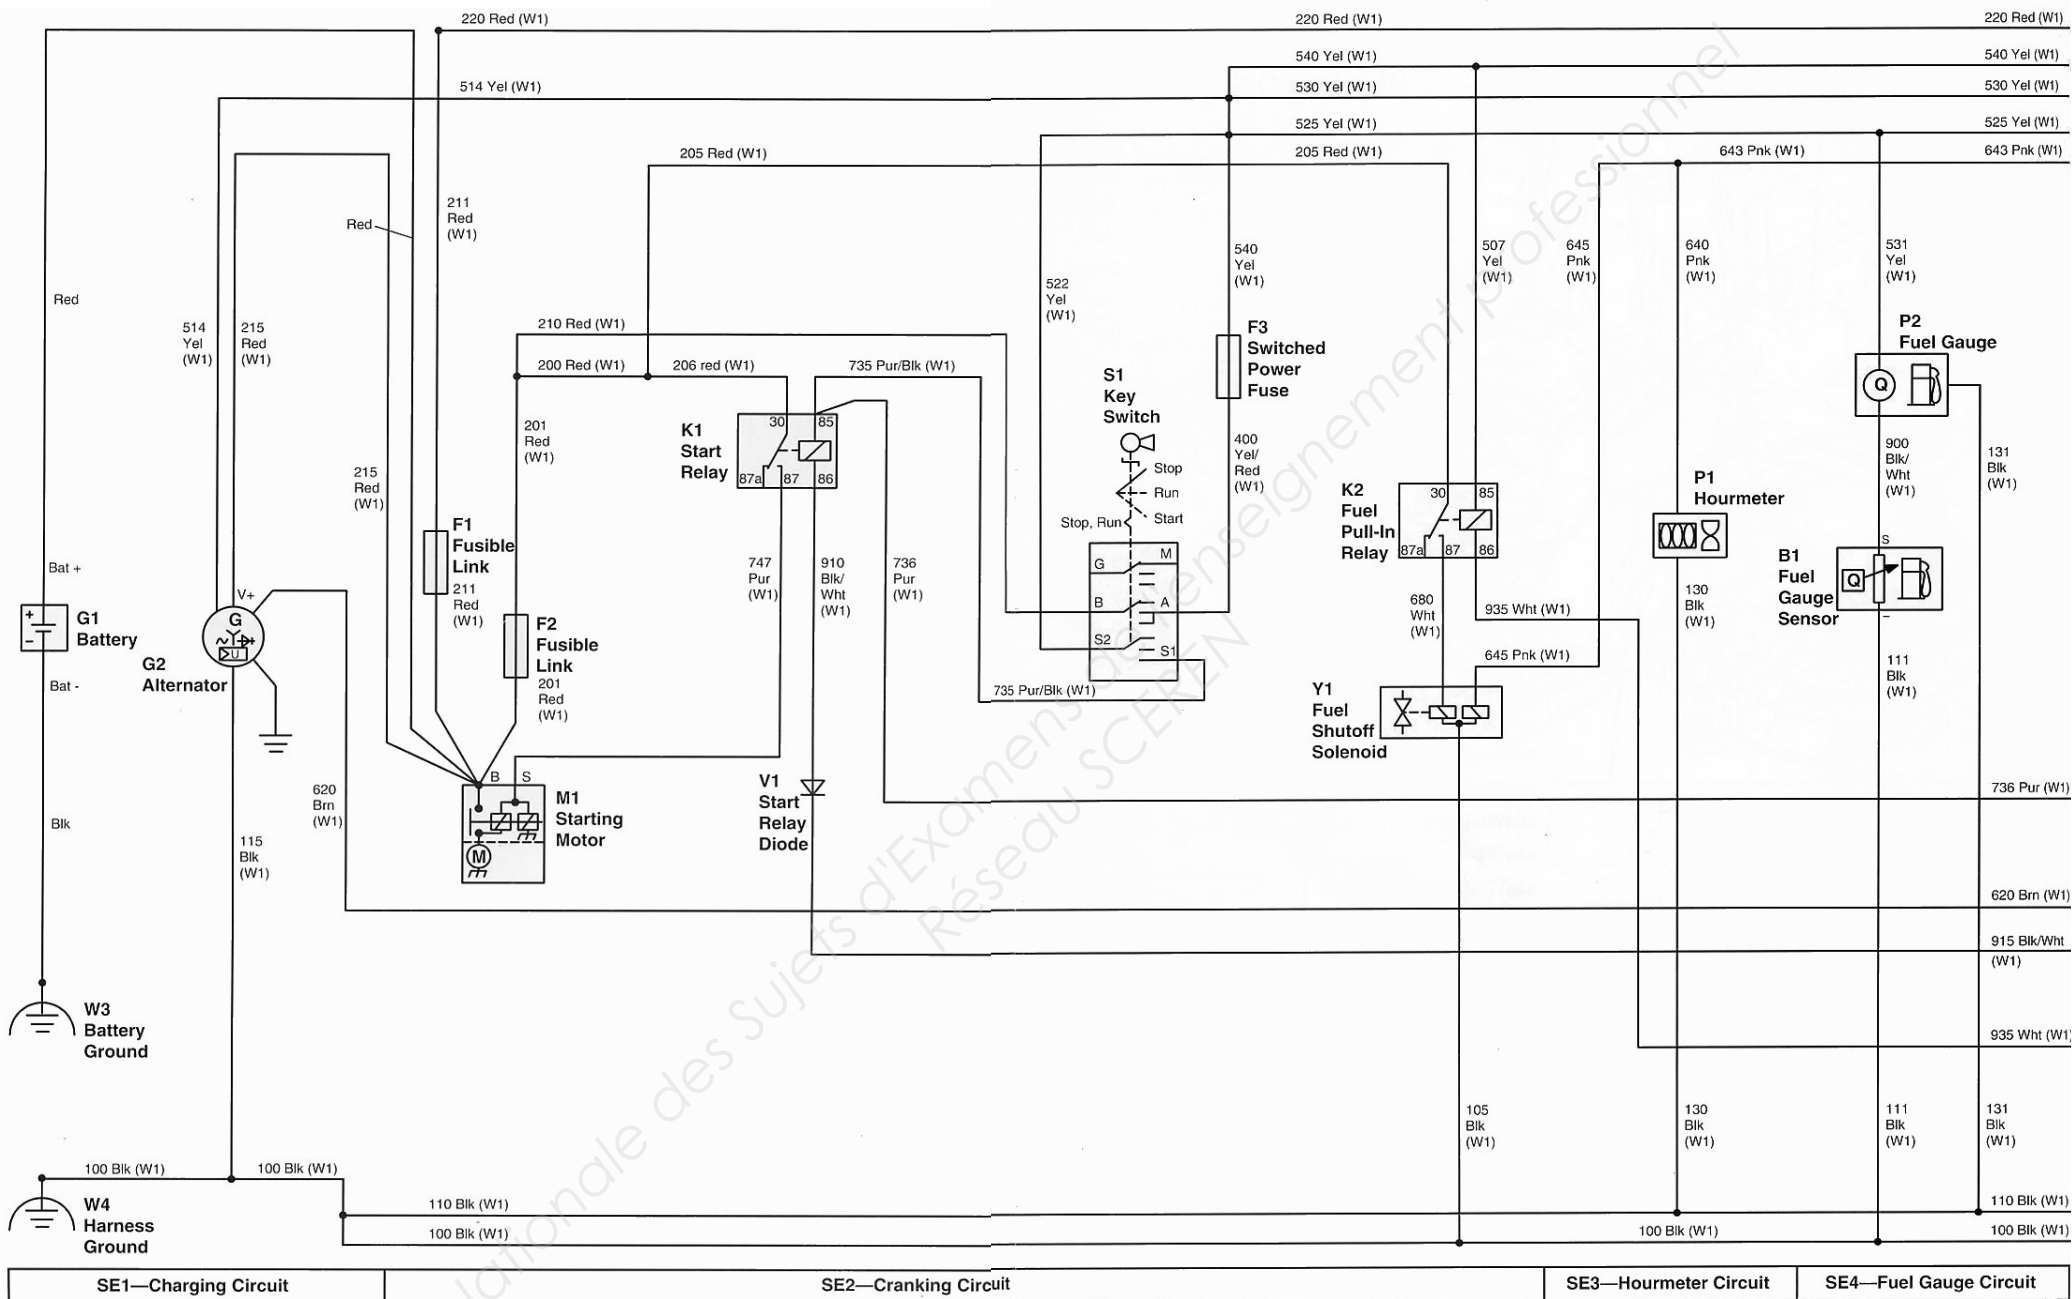 220 Red (W1)
220 Red (W1)
220 Red (W1)
540 Yel (W1)
540 Yel (W1)
514 Yel (W1)
530 Yel (W1)
530 Yel (W1)
525 Yel (W1)
525 Yel (W1)
205 Red (W1)
205 Red (W1)
643 Pnk (W1)
643 Pnk (W1)
Red
211
Red
(W1)
Red
514
Yel
(W1)
215
Red
(W1)
522
Yel
(W1)
540
Yel
(W1)
507
Yel
(W1)
645
Pnk
(W1)
640
Pnk
(W1)
531
Yel
(W1)
210 Red (W1)
200 Red (W1)
206 red (W1)
735 Pur/Blk (W1)
F3
Switched
Power
Fuse
P2
Fuel Gauge
Q
S1
Key
Switch
Stop
Run
Start
Stop, Run
201
Red
(W1)
K1
Start
Relay
30
85
87a
87
86
400
Yel/
Red
(W1)
900
Blk/
Wht
(W1)
131
Blk
(W1)
215
Red
(W1)
F1
Fusible
Link
211
Red
(W1)
K2
Fuel
Pull-In
Relay
30
85
87a
87
86
P1
Hourmeter
S
B1
Fuel
Gauge
Sensor
Q
–
Bat +
+
-
G1
Battery
Bat -
V+
G
U
G2
Alternator
F2
Fusible
Link
201
Red
(W1)
747
Pur
(W1)
910
Blk/
Wht
(W1)
736
Pur
(W1)
G
M
B
A
S2
S1
735 Pur/Blk (W1)
680
Wht
(W1)
935 Wht (W1)
645 Pnk (W1)
130
Blk
(W1)
111
Blk
(W1)
Y1
Fuel
Shutoff
Solenoid
B
S
M1
Starting
Motor
M
V1
Start
Relay
Diode
736 Pur (W1)
Blk
115
Blk
(W1)
620
Brn
(W1)
620 Brn (W1)
915 Blk/Wht
(W1)
W3
Battery
Ground
935 Wht (W1)
105
Blk
(W1)
130
Blk
(W1)
111
Blk
(W1)
131
Blk
(W1)
100 Blk (W1)
100 Blk (W1)
W4
Harness
Ground
110 Blk (W1)
110 Blk (W1)
100 Blk (W1)
100 Blk (W1)
100 Blk (W1)
SE1—Charging Circuit
SE2—Cranking Circuit
SE3—Hourmeter Circuit
SE4—Fuel Gauge Circuit
nationale des Sujets d'Examens de l'enseignement professionnel
Réseau SCEREN